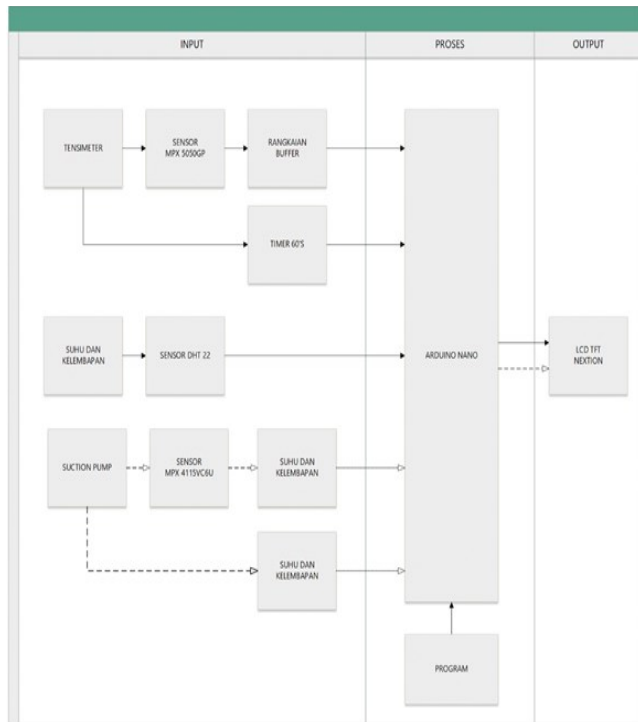 INPUT
PROSES
OUTPUT
TENSIMETER
SENSOR
MPX 5050GP
RANGKAIAN
BUFFER
TIMER 60'S
SUHU DAN
KELEMBAPAN
SENSOR DHT 22
ARDUINO NANO
LCD TFT
NEXTION
SUCTION PUMP
SENSOR
MPX 4115VC6U
SUHU DAN
KELEMBAPAN
SUHU DAN
KELEMBAPAN
PROGRAM